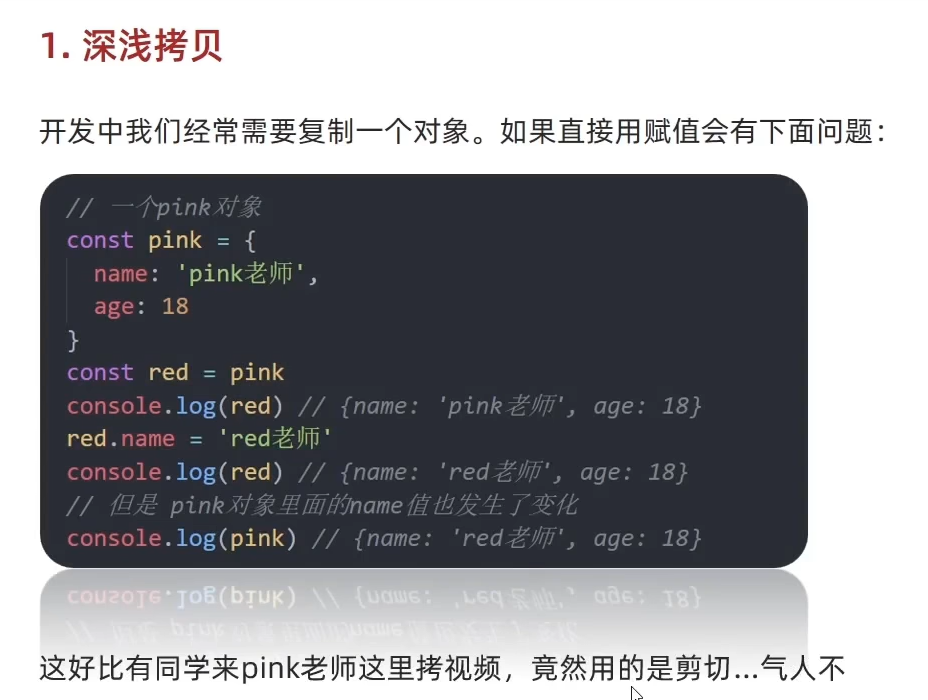 1. 深浅拷贝
开发中我们经常需要复制一个对象。如果直接用赋值会有下面问题：
// 一个pink对象
const pink = {
  name: 'pink老师',
  age: 18
}
const red = pink
console.log(red) // {name: 'pink老师', age: 18}
red.name = 'red老师'
console.log(red) // {name: 'red老师', age: 18}
// 但是 pink对象里面的name值也发生了变化
console.log(pink) // {name: 'red老师', age: 18}
这好比有同学来pink老师这里拷视频，竟然用的是剪切...气人不